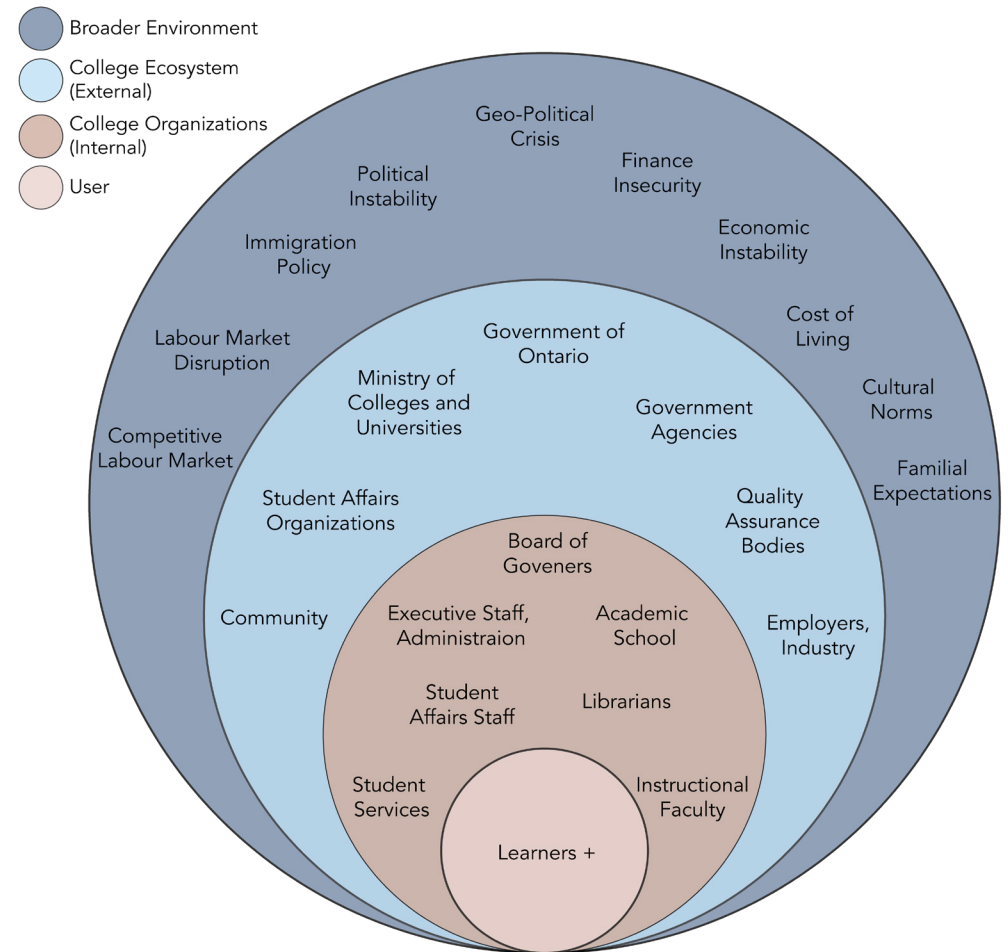 Broader Environment
College Ecosystem
(External)
College Organizations
(Internal)
User
Geo-Political
Crisis
Finance
Insecurity
Political
Instability
Economic
Instability
Immigration
Policy
Cost of
Living
Labour Market
Disruption
Cultural
Norms
Competitive
Labour Market
Familial
Expectations
Government of
Ontario
Ministry of
Colleges and
Universities
Government
Agencies
Student Affairs
Organizations
Quality
Assurance
Bodies
Community
Employers,
Industry
Board of
Goveners
Executive Staff,
Administraion
Academic
School
Student
Affairs Staff
Librarians
Student
Services
Instructional
Faculty
Learners +